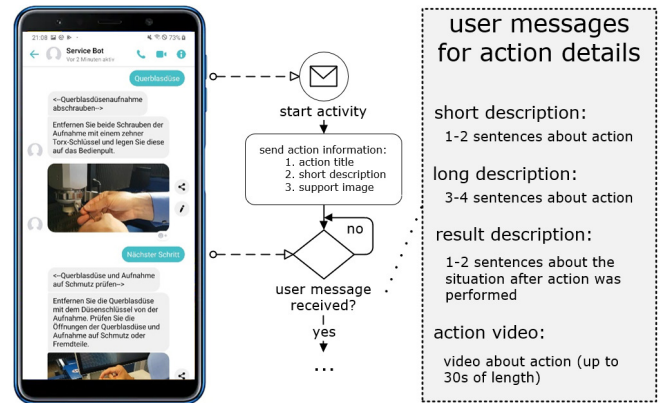 21:08
73%
Service Bot
Vor 2 Minuten aktiv
Querblasdüse
<--Querblasdüsenaufnahme
abschrauben-->
Entfernen Sie beide Schrauben der
Aufnahme mit einem zehner
Torx-Schlüssel und legen Sie diese
auf das Bedienpult.
Nächster Schritt
<--Querblasdüse und Aufnahme
auf Schmutz prüfen-->
Entfernen Sie die Querblasdüse
mit dem Düsenschlüssel von der
Aufnahme. Prüfen Sie die
Öffnungen der Querblasdüse und
Aufnahme auf Schmutz oder
Fremdteile.
start activity
send action information:
1. action title
2. short description
3. support image
no
user message
received?
yes
...
user messages
for action details
short description:
1-2 sentences about action
long description:
3-4 sentences about action
result description:
1-2 sentences about the
situation after action was
performed
action video:
video about action (up to
30s of length)